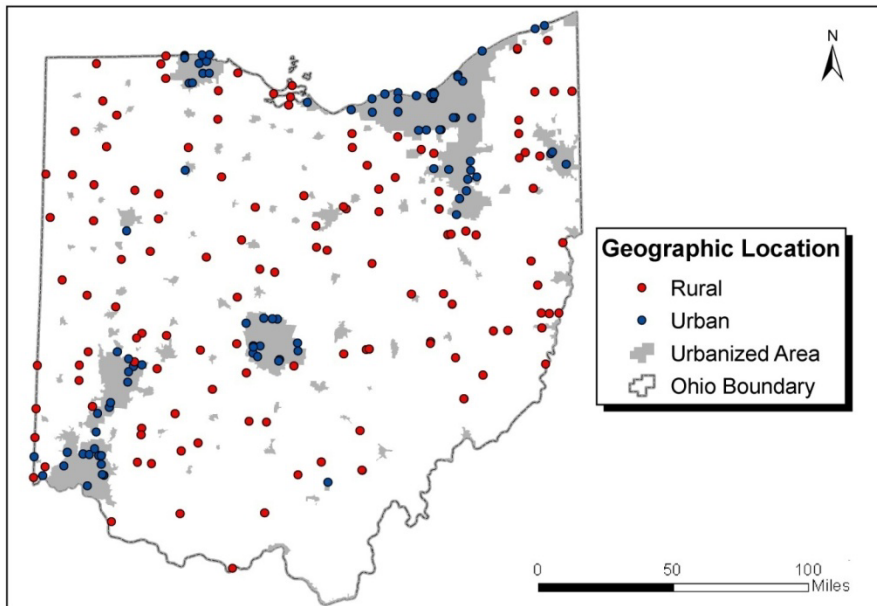 N
Geographic Location
Rural
Urban
Urbanized Area
Ohio Boundary
0 50 100
Miles